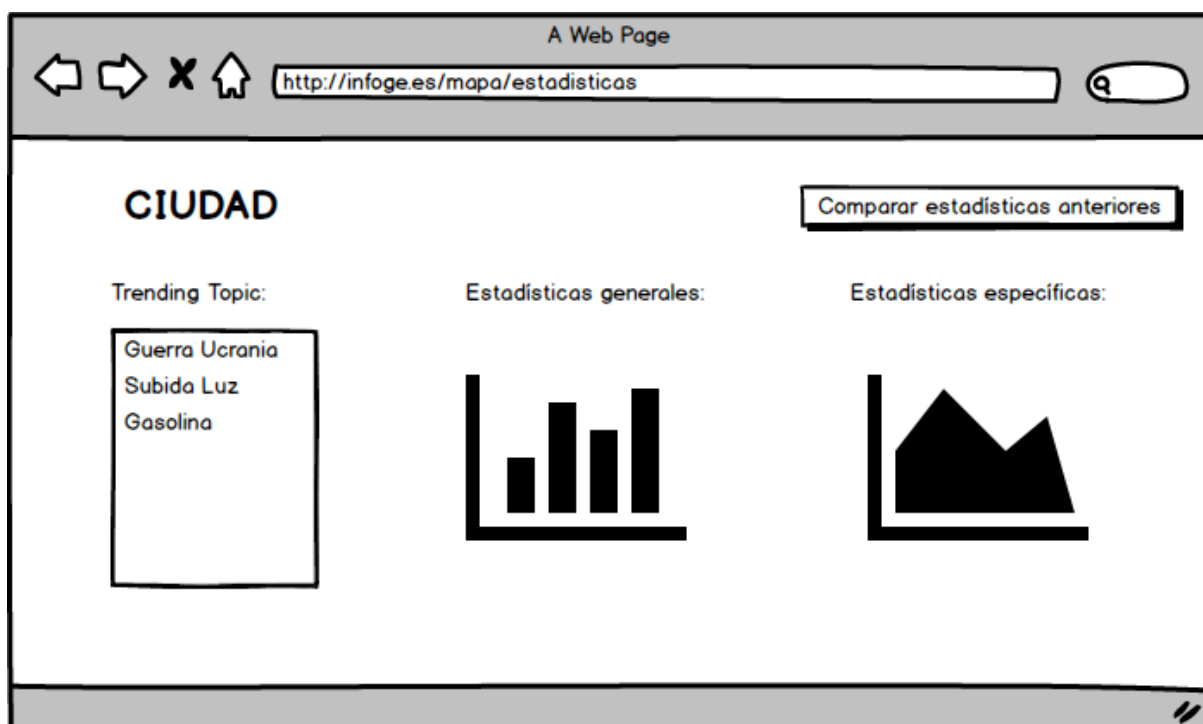 A Web Page
http://infoge.es/mapa/estadisticas
CIUDAD
Comparar estadísticas anteriores
Trending Topic:
Estadísticas generales:
Estadísticas específicas:
Guerra Ucrania
Subida Luz
Gasolina